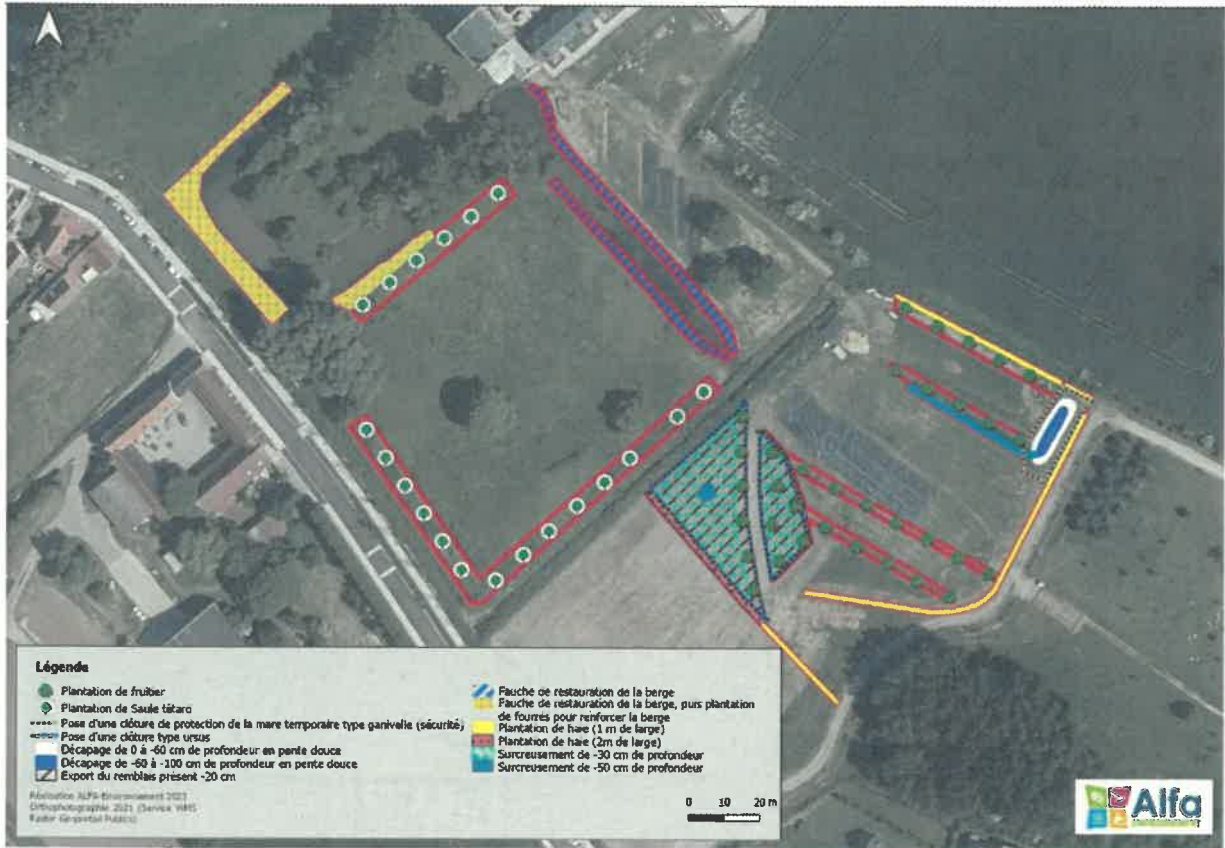 Légende
Plantation de fruitier
Plantation de Saule têtard
Pose d'une clôture de protection de la mare temporaire type ganivelle (sécurité)
Pose d'une clôture type ursus
Décapage de 0 à -60 cm de profondeur en pente douce
Décapage de -60 à -100 cm de profondeur en pente douce
Export du remblais présent -20 cm
Fauche de restauration de la berge
Fauche de restauration de la berge, puis plantation
de fourrés pour renforcer la berge
Plantation de haie (1 m de large)
Plantation de haie (2m de large)
Surcreusement de -30 cm de profondeur
Surcreusement de -50 cm de profondeur
Réalisation ALFA-Environnement 2023
Orthophotographie 2021 (Service WMS
Raster Géoportail Publics)
0 10 20 m
Alfa